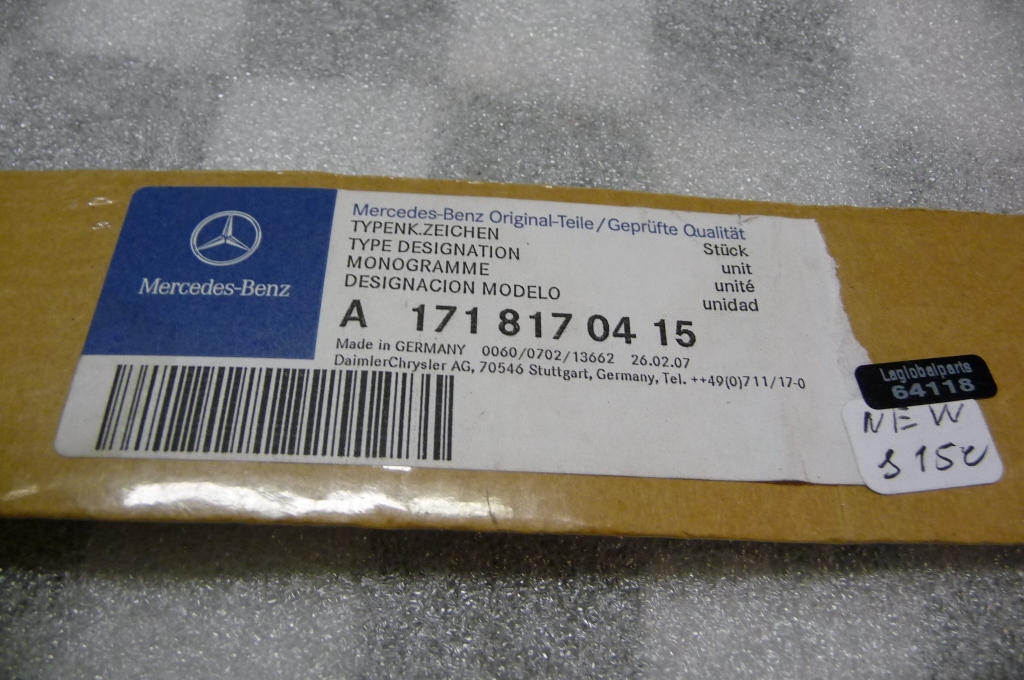 Mercedes-Benz
Mercedes-Benz Original-Teile/Geprüfte Qualität
TYPENK.ZEICHEN Stück
TYPE DESIGNATION unit
MONOGRAMME unité
DESIGNACION MODELO unidad
A 171 817 04 15
Made in GERMANY 0060/0702/13662 26.02.07
DaimlerChrysler AG, 70546 Stuttgart, Germany, Tel. ++49(0)711/17-0
Laglobalparts
64118
NEW